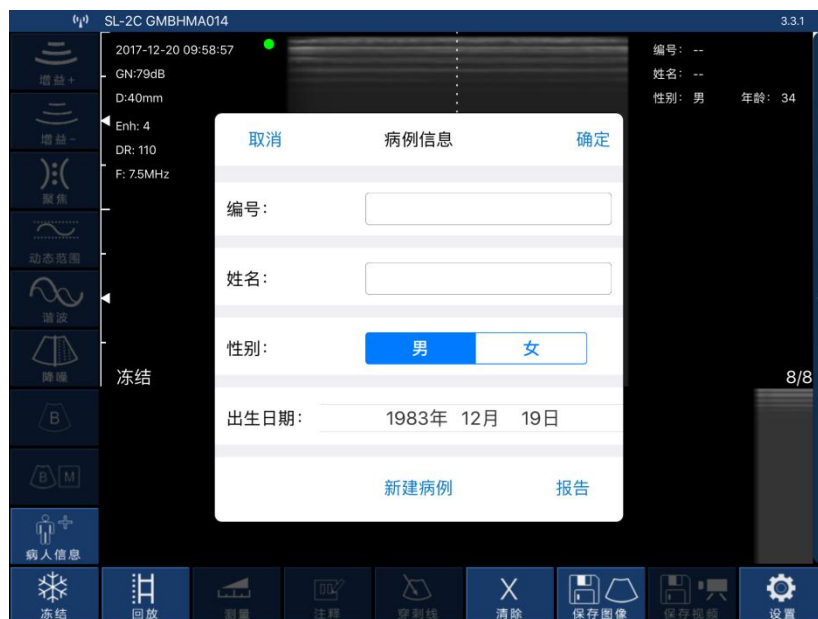 SL-2C GMBHMA014
3.3.1
增益+
增益-
聚焦
动态范围
谐波
降噪
B
B M
病人信息
2017-12-20 09:58:57
GN:79dB
D:40mm
Enh: 4
DR: 110
F: 7.5MHz
冻结
编号: --
姓名: --
性别: 男 年龄: 34
8/8
取消 病例信息 确定
编号:
姓名:
性别: 男 女
出生日期: 1983年 12月 19日
新建病例 报告
冻结 回放 测量 注释 穿刺线 清除 保存图像 保存视频 设置